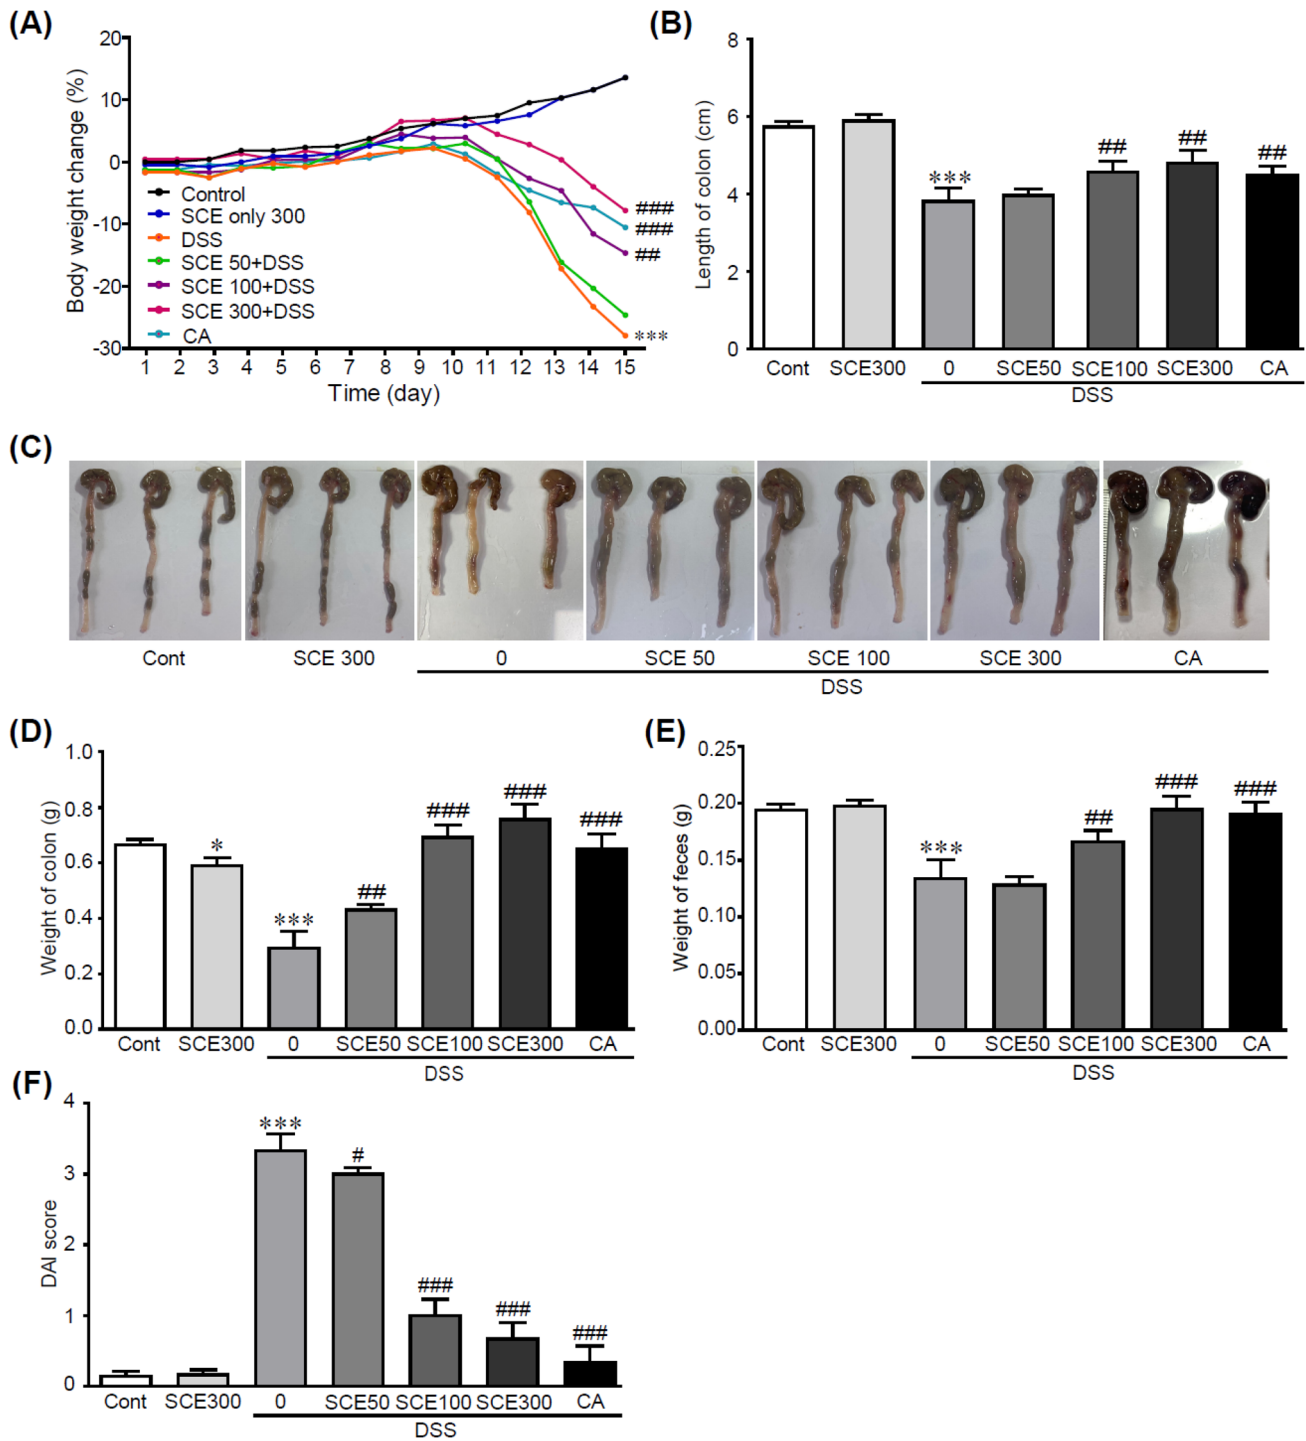 (A)
20
10
0
-10
-20
-30
Body weight change (%)
Control
SCE only 300
DSS
SCE 50+DSS
SCE 100+DSS
SCE 300+DSS
CA
###
###
##
***
1 2 3 4 5 6 7 8 9 10 11 12 13 14 15
Time (day)
(B)
8
6
4
2
0
Length of colon (cm)
***
##
##
##
Cont SCE300 0 SCE50 SCE100 SCE300 CA
DSS
(C)
Cont SCE 300 0 SCE 50 SCE 100 SCE 300 CA
DSS
(D)
1.0
0.8
0.6
0.4
0.2
0.0
Weight of colon (g)
*
***
##
###
###
###
Cont SCE300 0 SCE50 SCE100 SCE300 CA
DSS
(E)
0.25
0.20
0.15
0.10
0.05
0.00
Weight of feces (g)
***
##
###
###
Cont SCE300 0 SCE50 SCE100 SCE300 CA
DSS
(F)
4
3
2
1
0
DAI score
***
#
###
###
###
Cont SCE300 0 SCE50 SCE100 SCE300 CA
DSS